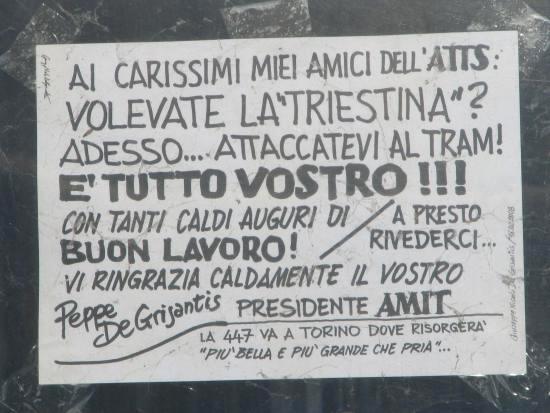 AI CARISSIMI MIEI AMICI DELL'ATTS:
VOLEVATE LA "TRIESTINA"?
ADESSO.... ATTACCATEVI AL TRAM!
E' TUTTO VOSTRO!!!
CON TANTI CALDI AUGURI DI
BUON LAVORO!
A PRESTO
RIVEDERCI...
VI RINGRAZIA CALDAMENTE IL VOSTRO
Peppe De Grisantis PRESIDENTE AMIT
LA 447 VA A TORINO DOVE RISORGERA'
"PIU' BELLA E PIU' GRANDE CHE PRIA"...